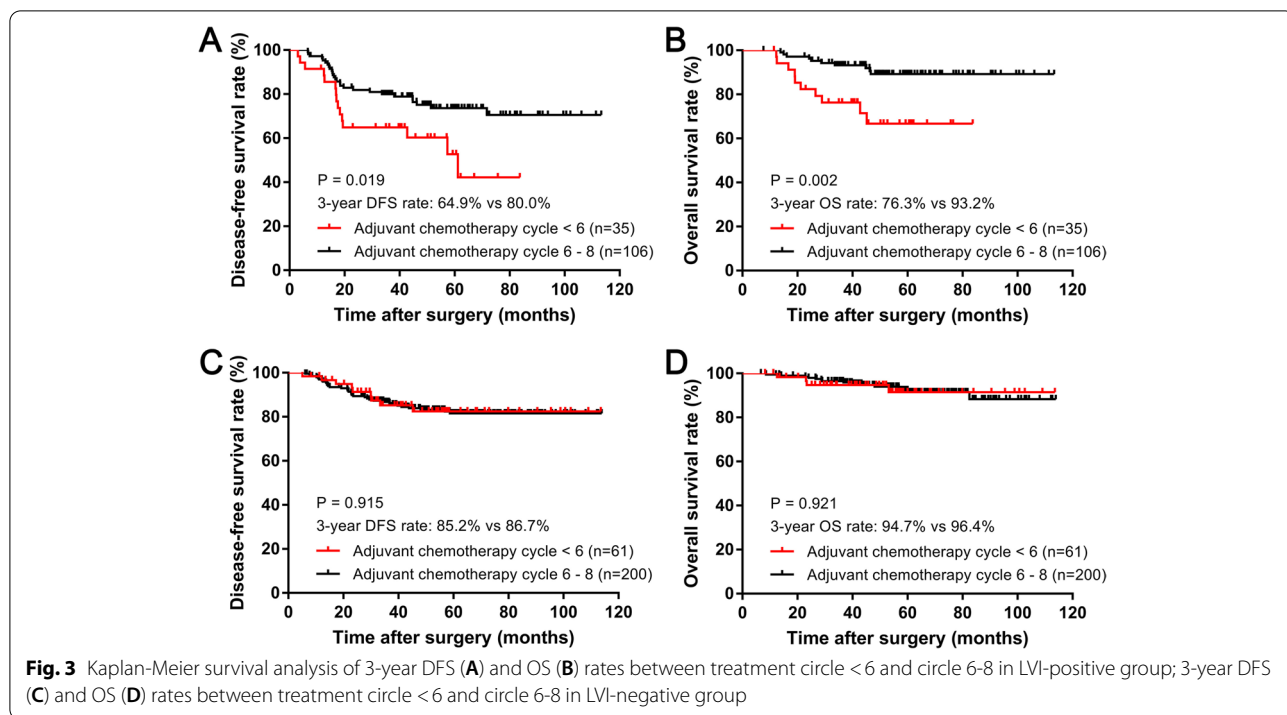 A
Disease-free survival rate (%)
100
80
60
40
20
0
P = 0.019
3-year DFS rate: 64.9% vs 80.0%
Adjuvant chemotherapy cycle < 6 (n=35)
Adjuvant chemotherapy cycle 6 - 8 (n=106)
0 20 40 60 80 100 120
Time after surgery (months)
B
Overall survival rate (%)
100
80
60
40
20
0
P = 0.002
3-year OS rate: 76.3% vs 93.2%
Adjuvant chemotherapy cycle < 6 (n=35)
Adjuvant chemotherapy cycle 6 - 8 (n=106)
0 20 40 60 80 100 120
Time after surgery (months)
C
Disease-free survival rate (%)
100
80
60
40
20
0
P = 0.915
3-year DFS rate: 85.2% vs 86.7%
Adjuvant chemotherapy cycle < 6 (n=61)
Adjuvant chemotherapy cycle 6 - 8 (n=200)
0 20 40 60 80 100 120
Time after surgery (months)
D
Overall survival rate (%)
100
80
60
40
20
0
P = 0.921
3-year OS rate: 94.7% vs 96.4%
Adjuvant chemotherapy cycle < 6 (n=61)
Adjuvant chemotherapy cycle 6 - 8 (n=200)
0 20 40 60 80 100 120
Time after surgery (months)
Fig. 3 Kaplan-Meier survival analysis of 3-year DFS (A) and OS (B) rates between treatment circle < 6 and circle 6-8 in LVI-positive group; 3-year DFS
(C) and OS (D) rates between treatment circle < 6 and circle 6-8 in LVI-negative group